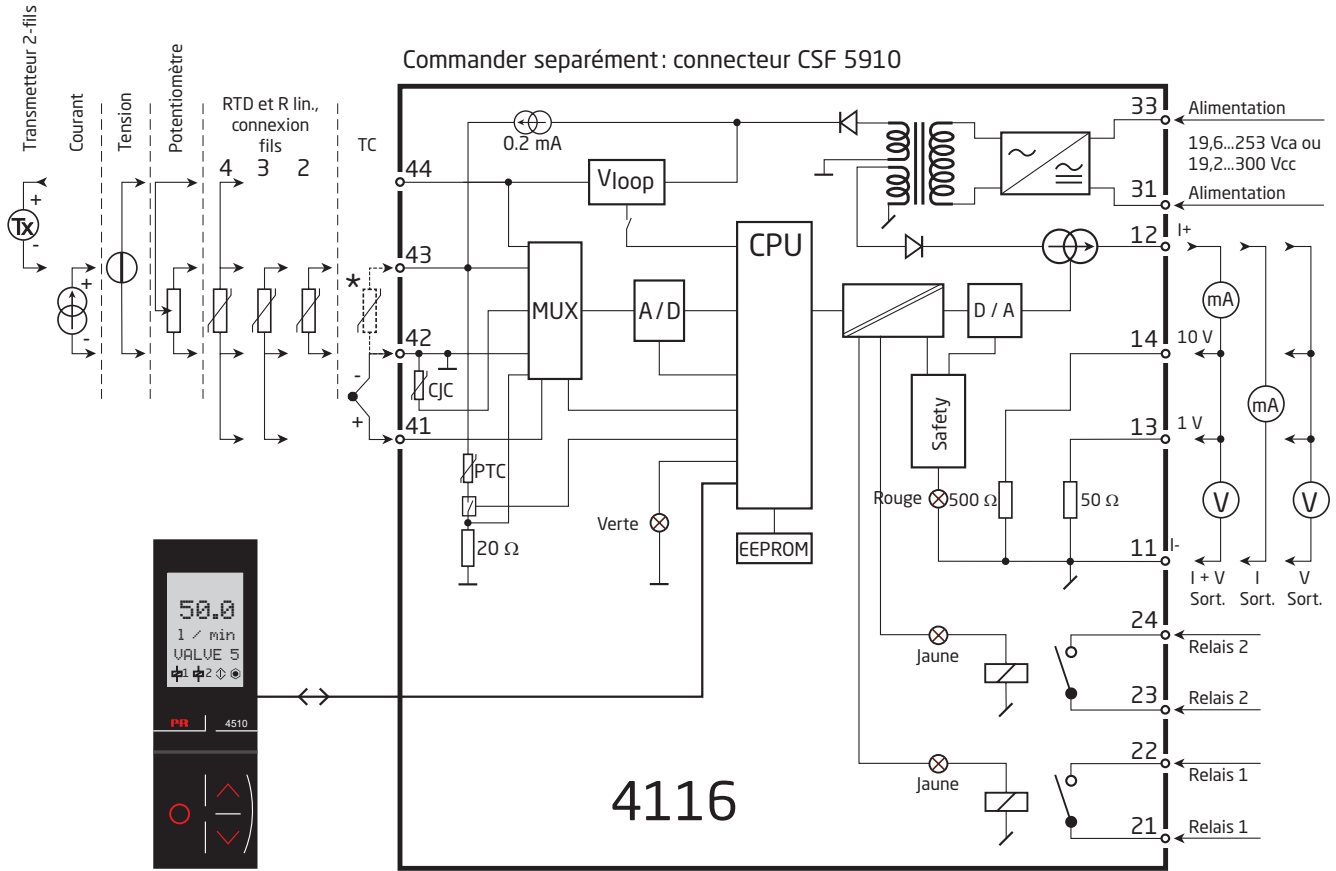 Commander separément: connecteur CSF 5910
Transmetteur 2-fils
Courant
Tension
Potentiomètre
RTD et R lin.,
connexion
fils
4 3 2
TC
Tx
+
-
+
-
*
-
+
44
43
42
41
0.2 mA
Vloop
MUX
A/D
CPU
CJC
PTC
20 Ω
Verte
EEPROM
D / A
Safety
Rouge
500 Ω
50 Ω
Jaune
Jaune
4116
33
Alimentation
19,6...253 Vca ou
19,2...300 Vcc
31
Alimentation
12
I+
14
10 V
13
1 V
11
I-
mA
mA
V
V
I + V
Sort.
I
Sort.
V
Sort.
24
Relais 2
23
Relais 2
22
Relais 1
21
Relais 1
50.0
l / min
VALVE 5
1 2
PR
4510